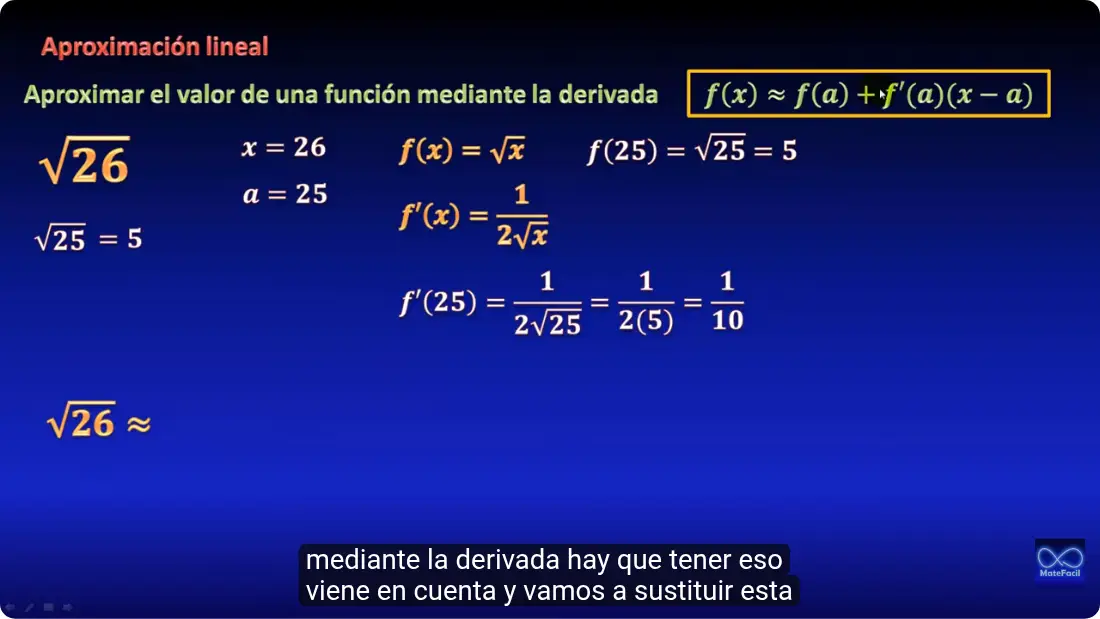 Aproximación lineal
Aproximar el valor de una función mediante la derivada
f(x) ≈ f(a) + f′(a)(x − a)
√26
x = 26
f(x) = √x
f(25) = √25 = 5
a = 25
f′(x) = 1/(2√x)
√25 = 5
f′(25) = 1/(2√25) = 1/(2(5)) = 1/10
√26 ≈
mediante la derivada hay que tener eso
viene en cuenta y vamos a sustituir esta
MateFacil